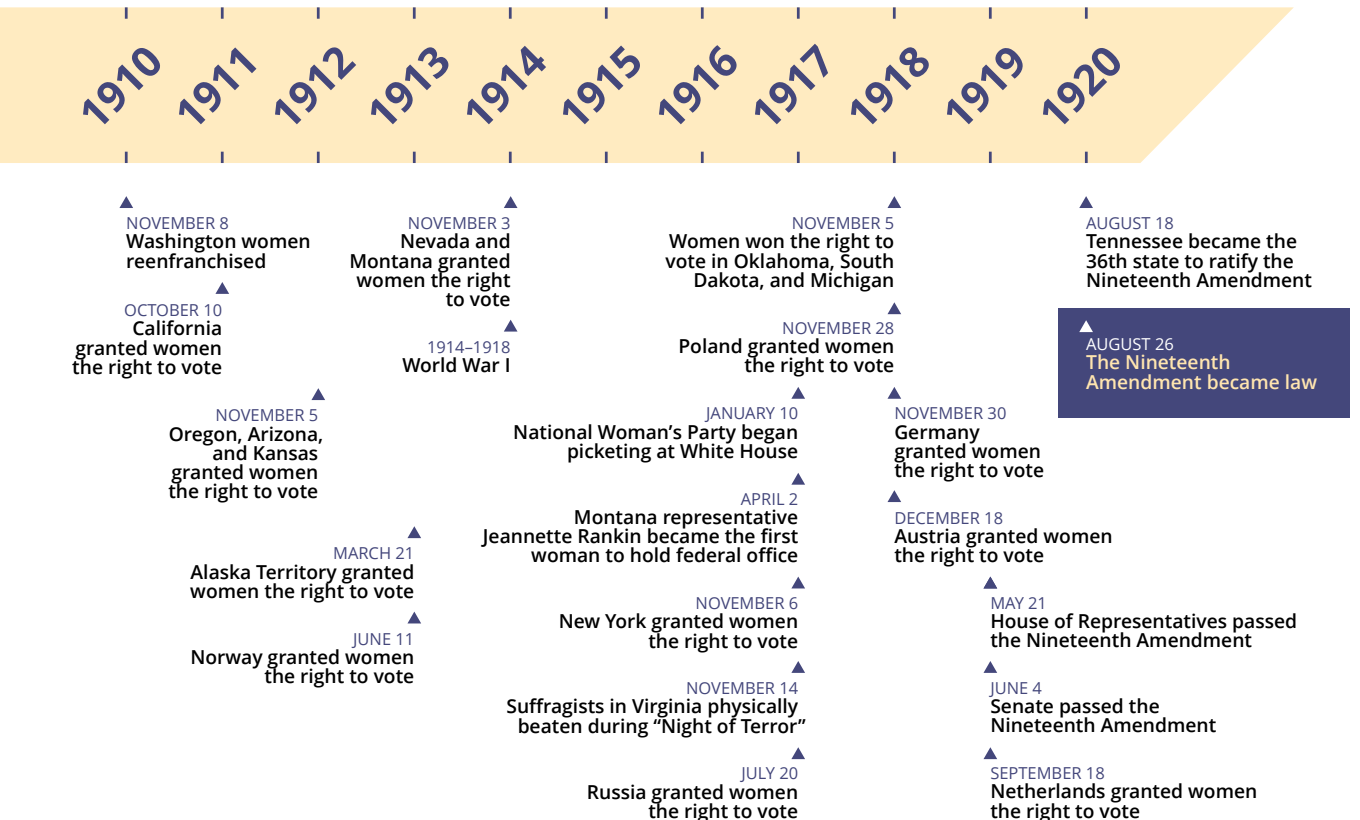 1910
1911
1912
1913
1914
1915
1916
1917
1918
1919
1920
NOVEMBER 8
Washington women
reenfranchised
OCTOBER 10
California
granted women
the right to vote
NOVEMBER 5
Oregon, Arizona,
and Kansas
granted women
the right to vote
MARCH 21
Alaska Territory granted
women the right to vote
JUNE 11
Norway granted women
the right to vote
NOVEMBER 3
Nevada and
Montana granted
women the right
to vote
1914–1918
World War I
JANUARY 10
National Woman’s Party began
picketing at White House
APRIL 2
Montana representative
Jeannette Rankin became the first
woman to hold federal office
NOVEMBER 6
New York granted women
the right to vote
NOVEMBER 14
Suffragists in Virginia physically
beaten during “Night of Terror”
JULY 20
Russia granted women
the right to vote
NOVEMBER 5
Women won the right to
vote in Oklahoma, South
Dakota, and Michigan
NOVEMBER 28
Poland granted women
the right to vote
NOVEMBER 30
Germany
granted women
the right to vote
DECEMBER 18
Austria granted women
the right to vote
MAY 21
House of Representatives passed
the Nineteenth Amendment
JUNE 4
Senate passed the
Nineteenth Amendment
SEPTEMBER 18
Netherlands granted women
the right to vote
AUGUST 18
Tennessee became the
36th state to ratify the
Nineteenth Amendment
AUGUST 26
The Nineteenth
Amendment became law